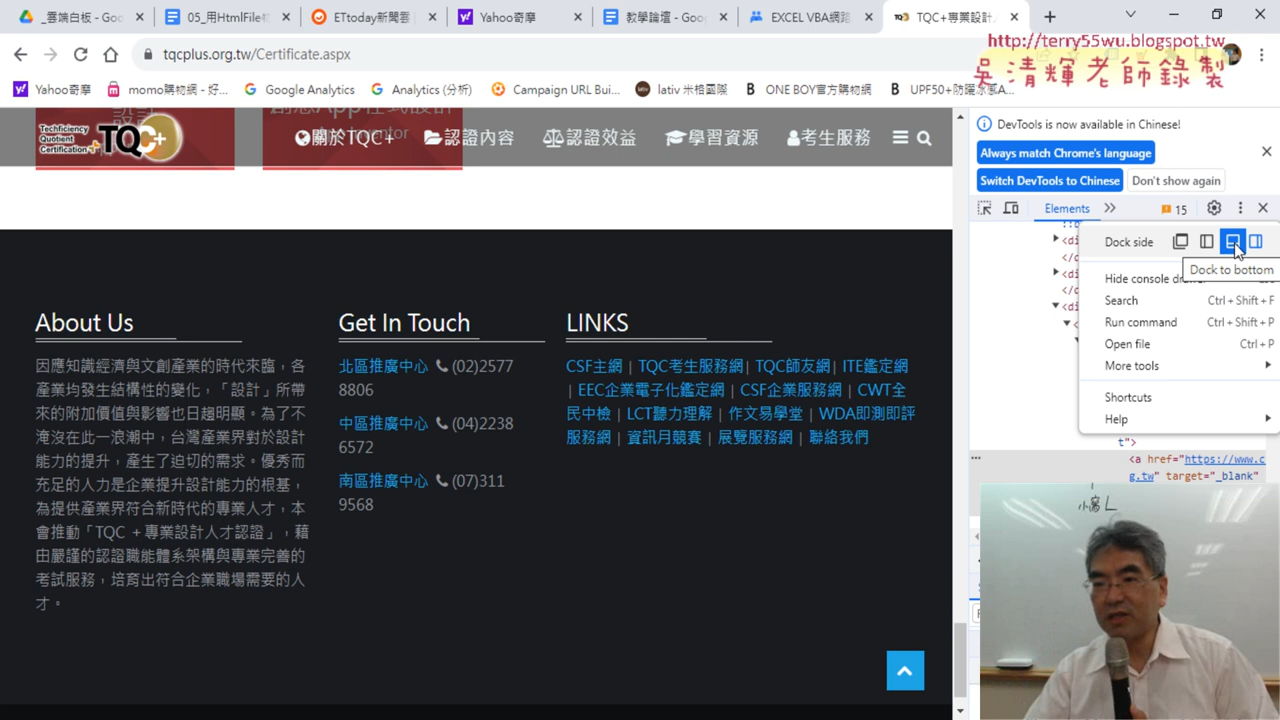 _雲端白板 - Goo
05_用HtmlFile物
ETtoday新聞雲
Yahoo奇摩
教學論壇 - Goo
EXCEL VBA網路
TQC+專業設計人
tqcplus.org.tw/Certificate.aspx
http://terry55wu.blogspot.tw
吳清輝老師錄製
Yahoo奇摩
momo購物網 - 好...
Google Analytics
Analytics (分析)
Campaign URL Bui...
lativ 米格國際
ONE BOY官方網購
UPF50+防曬涼感A...
Techficiency
Quotient
Certification+
TQC+
創意App程式設計
關於TQC+
認證內容
認證效益
學習資源
考生服務
About Us
因應知識經濟與文創產業的時代來臨，各
產業均發生結構性的變化，「設計」所帶
來的附加價值與影響也日趨明顯。為了不
淹沒在此一浪潮中，台灣產業界對於設計
能力的提升，產生了迫切的需求。優秀而
充足的人力是企業提升設計能力的根基，
為提供產業界符合新時代的專業人才，本
會推動「TQC +專業設計人才認證」，藉
由嚴謹的認證職能體系架構與專業完善的
考試服務，培育出符合企業職場需要的人
才。
Get In Touch
北區推廣中心 (02)2577
8806
中區推廣中心 (04)2238
6572
南區推廣中心 (07)311
9568
LINKS
CSF主網 | TQC考生服務網| TQC師友網| ITE鑑定網
| EEC企業電子化鑑定網 | CSF企業服務網 | CWT全
民中檢 | LCT聽力理解 | 作文易學堂 | WDA即測即評
服務網 | 資訊月競賽 | 展覽服務網 | 聯絡我們
DevTools is now available in Chinese!
Always match Chrome's language
Switch DevTools to Chinese
Don't show again
Elements
15
Dock side
Dock to bottom
Hide console drawer
Search Ctrl + Shift + F
Run command Ctrl + Shift + P
Open file Ctrl + P
More tools
Shortcuts
Help
t">
<a href="https://www.c
g.tw" target="_blank"